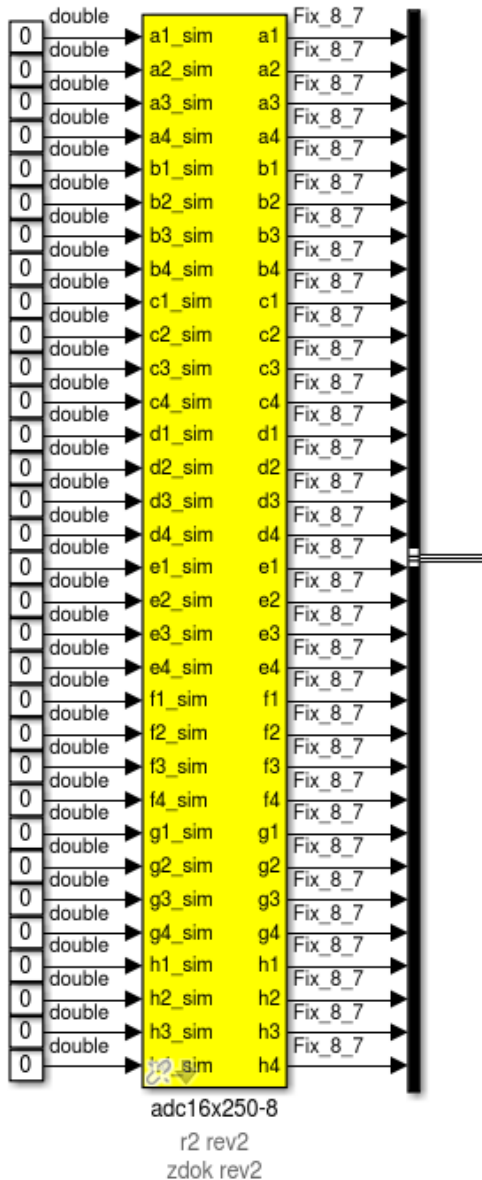 double Fix_8_7
0 a1_sim a1
double Fix_8_7
0 a2_sim a2
double Fix_8_7
0 a3_sim a3
double Fix_8_7
0 a4_sim a4
double Fix_8_7
0 b1_sim b1
double Fix_8_7
0 b2_sim b2
double Fix_8_7
0 b3_sim b3
double Fix_8_7
0 b4_sim b4
double Fix_8_7
0 c1_sim c1
double Fix_8_7
0 c2_sim c2
double Fix_8_7
0 c3_sim c3
double Fix_8_7
0 c4_sim c4
double Fix_8_7
0 d1_sim d1
double Fix_8_7
0 d2_sim d2
double Fix_8_7
0 d3_sim d3
double Fix_8_7
0 d4_sim d4
double Fix_8_7
0 e1_sim e1
double Fix_8_7
0 e2_sim e2
double Fix_8_7
0 e3_sim e3
double Fix_8_7
0 e4_sim e4
double Fix_8_7
0 f1_sim f1
double Fix_8_7
0 f2_sim f2
double Fix_8_7
0 f3_sim f3
double Fix_8_7
0 f4_sim f4
double Fix_8_7
0 g1_sim g1
double Fix_8_7
0 g2_sim g2
double Fix_8_7
0 g3_sim g3
double Fix_8_7
0 g4_sim g4
double Fix_8_7
0 h1_sim h1
double Fix_8_7
0 h2_sim h2
double Fix_8_7
0 h3_sim h3
double Fix_8_7
0 h4
adc16x250-8
r2 rev2
zdok rev2